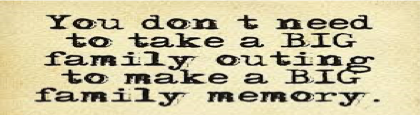 You don t need
to take a BIG
family outing
to make a BIG
family memory.